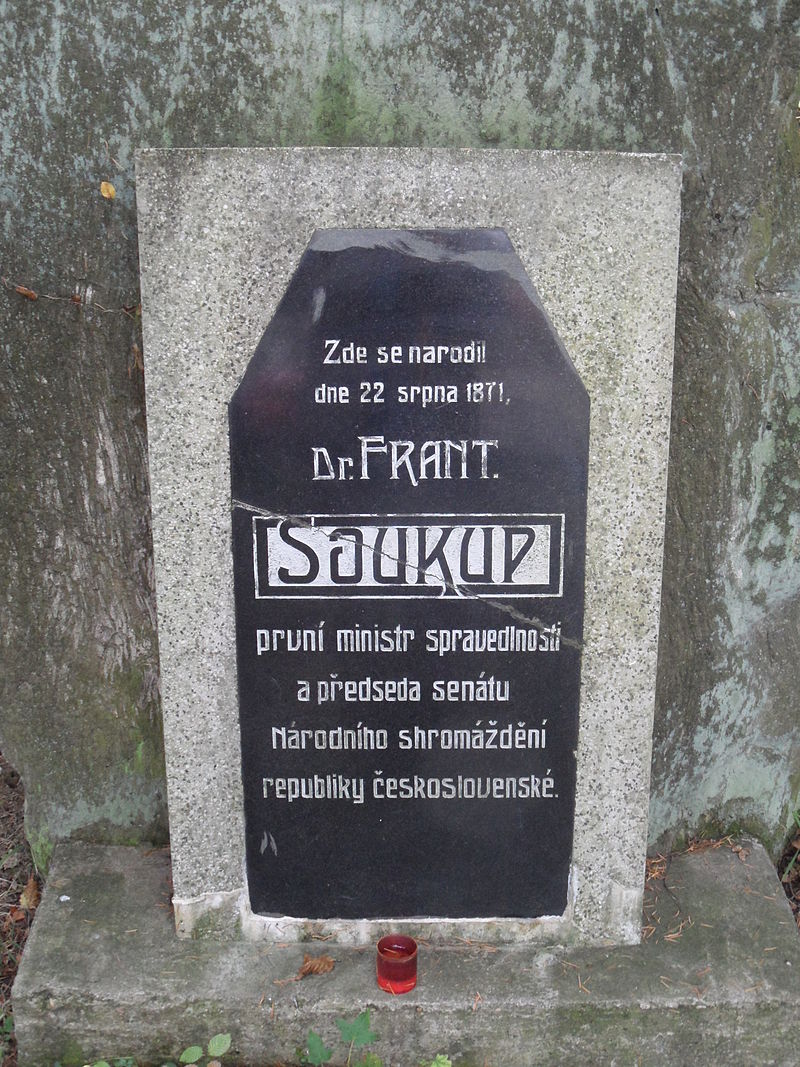 Zde se narodil
dne 22 srpna 1871,
Dr. FRANT.
SOUKUP
první ministr spravedlnosti
a předseda senátu
Národního shromáždění
republiky československé.